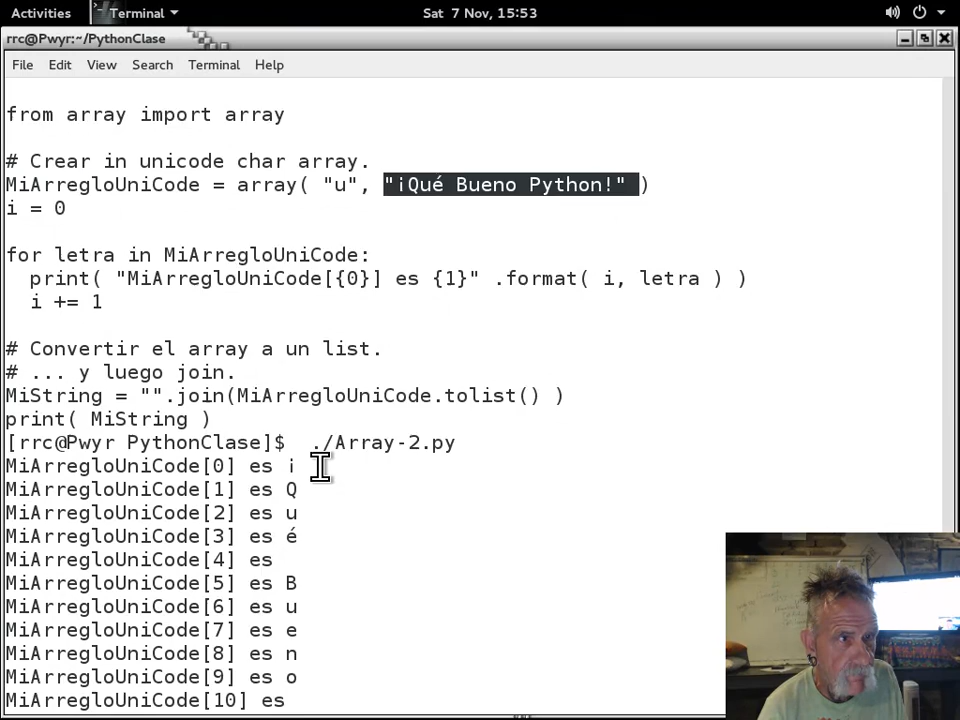 Activities
Terminal
Sat 7 Nov, 15:53
rrc@Pwyr:~/PythonClase
File Edit View Search Terminal Help
from array import array
# Crear in unicode char array.
MiArregloUniCode = array( "u", "¡Qué Bueno Python!" )
i = 0
for letra in MiArregloUniCode:
  print( "MiArregloUniCode[{0}] es {1}" .format( i, letra ) )
  i += 1
# Convertir el array a un list.
# ... y luego join.
MiString = "".join(MiArregloUniCode.tolist() )
print( MiString )
[rrc@Pwyr PythonClase]$  ./Array-2.py
MiArregloUniCode[0] es ¡
MiArregloUniCode[1] es Q
MiArregloUniCode[2] es u
MiArregloUniCode[3] es é
MiArregloUniCode[4] es
MiArregloUniCode[5] es B
MiArregloUniCode[6] es u
MiArregloUniCode[7] es e
MiArregloUniCode[8] es n
MiArregloUniCode[9] es o
MiArregloUniCode[10] es